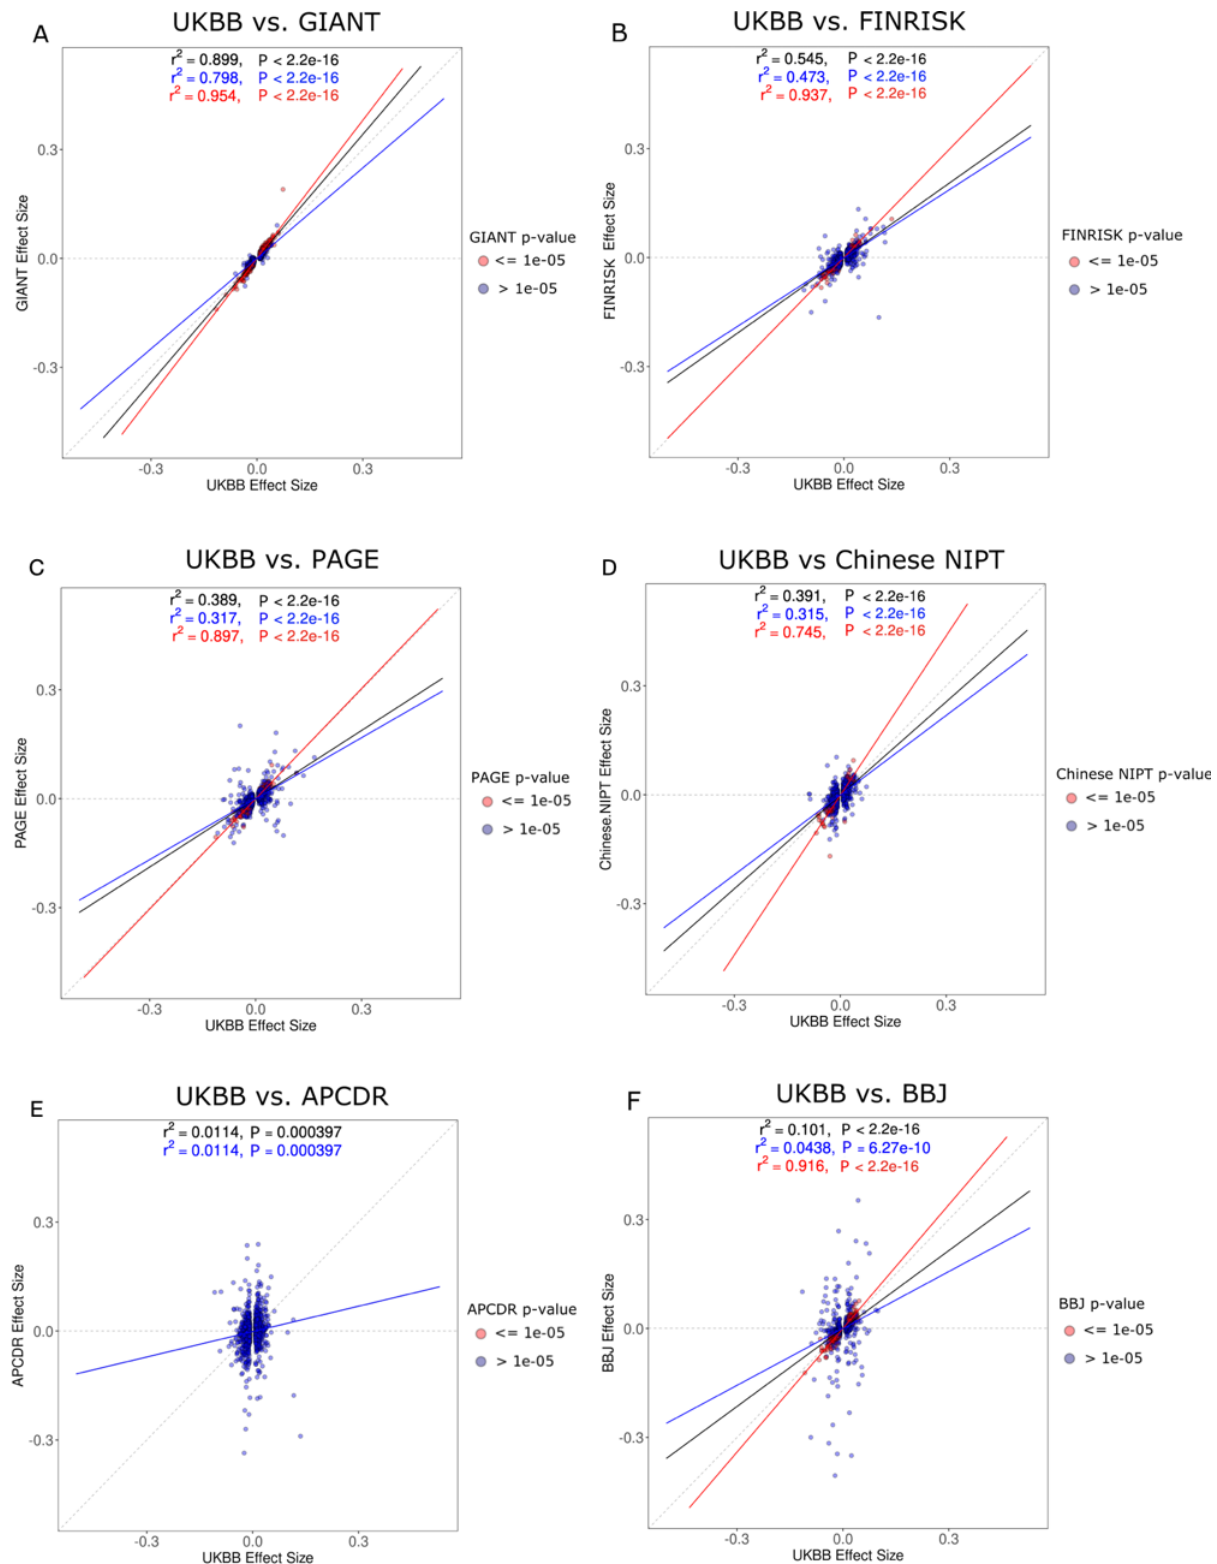 A
UKBB vs. GIANT
r² = 0.899, P < 2.2e-16
r² = 0.798, P < 2.2e-16
r² = 0.954, P < 2.2e-16
GIANT Effect Size
0.3
0.0
-0.3
-0.3 0.0 0.3
UKBB Effect Size
GIANT p-value
<= 1e-05
> 1e-05
B
UKBB vs. FINRISK
r² = 0.545, P < 2.2e-16
r² = 0.473, P < 2.2e-16
r² = 0.937, P < 2.2e-16
FINRISK Effect Size
0.3
0.0
-0.3
-0.3 0.0 0.3
UKBB Effect Size
FINRISK p-value
<= 1e-05
> 1e-05
C
UKBB vs. PAGE
r² = 0.389, P < 2.2e-16
r² = 0.317, P < 2.2e-16
r² = 0.897, P < 2.2e-16
PAGE Effect Size
0.3
0.0
-0.3
-0.3 0.0 0.3
UKBB Effect Size
PAGE p-value
<= 1e-05
> 1e-05
D
UKBB vs Chinese NIPT
r² = 0.391, P < 2.2e-16
r² = 0.315, P < 2.2e-16
r² = 0.745, P < 2.2e-16
Chinese.NIPT Effect Size
0.3
0.0
-0.3
-0.3 0.0 0.3
UKBB Effect Size
Chinese NIPT p-value
<= 1e-05
> 1e-05
E
UKBB vs. APCDR
r² = 0.0114, P = 0.000397
r² = 0.0114, P = 0.000397
APCDR Effect Size
0.3
0.0
-0.3
-0.3 0.0 0.3
UKBB Effect Size
APCDR p-value
<= 1e-05
> 1e-05
F
UKBB vs. BBJ
r² = 0.101, P < 2.2e-16
r² = 0.0438, P = 6.27e-10
r² = 0.916, P < 2.2e-16
BBJ Effect Size
0.3
0.0
-0.3
-0.3 0.0 0.3
UKBB Effect Size
BBJ p-value
<= 1e-05
> 1e-05